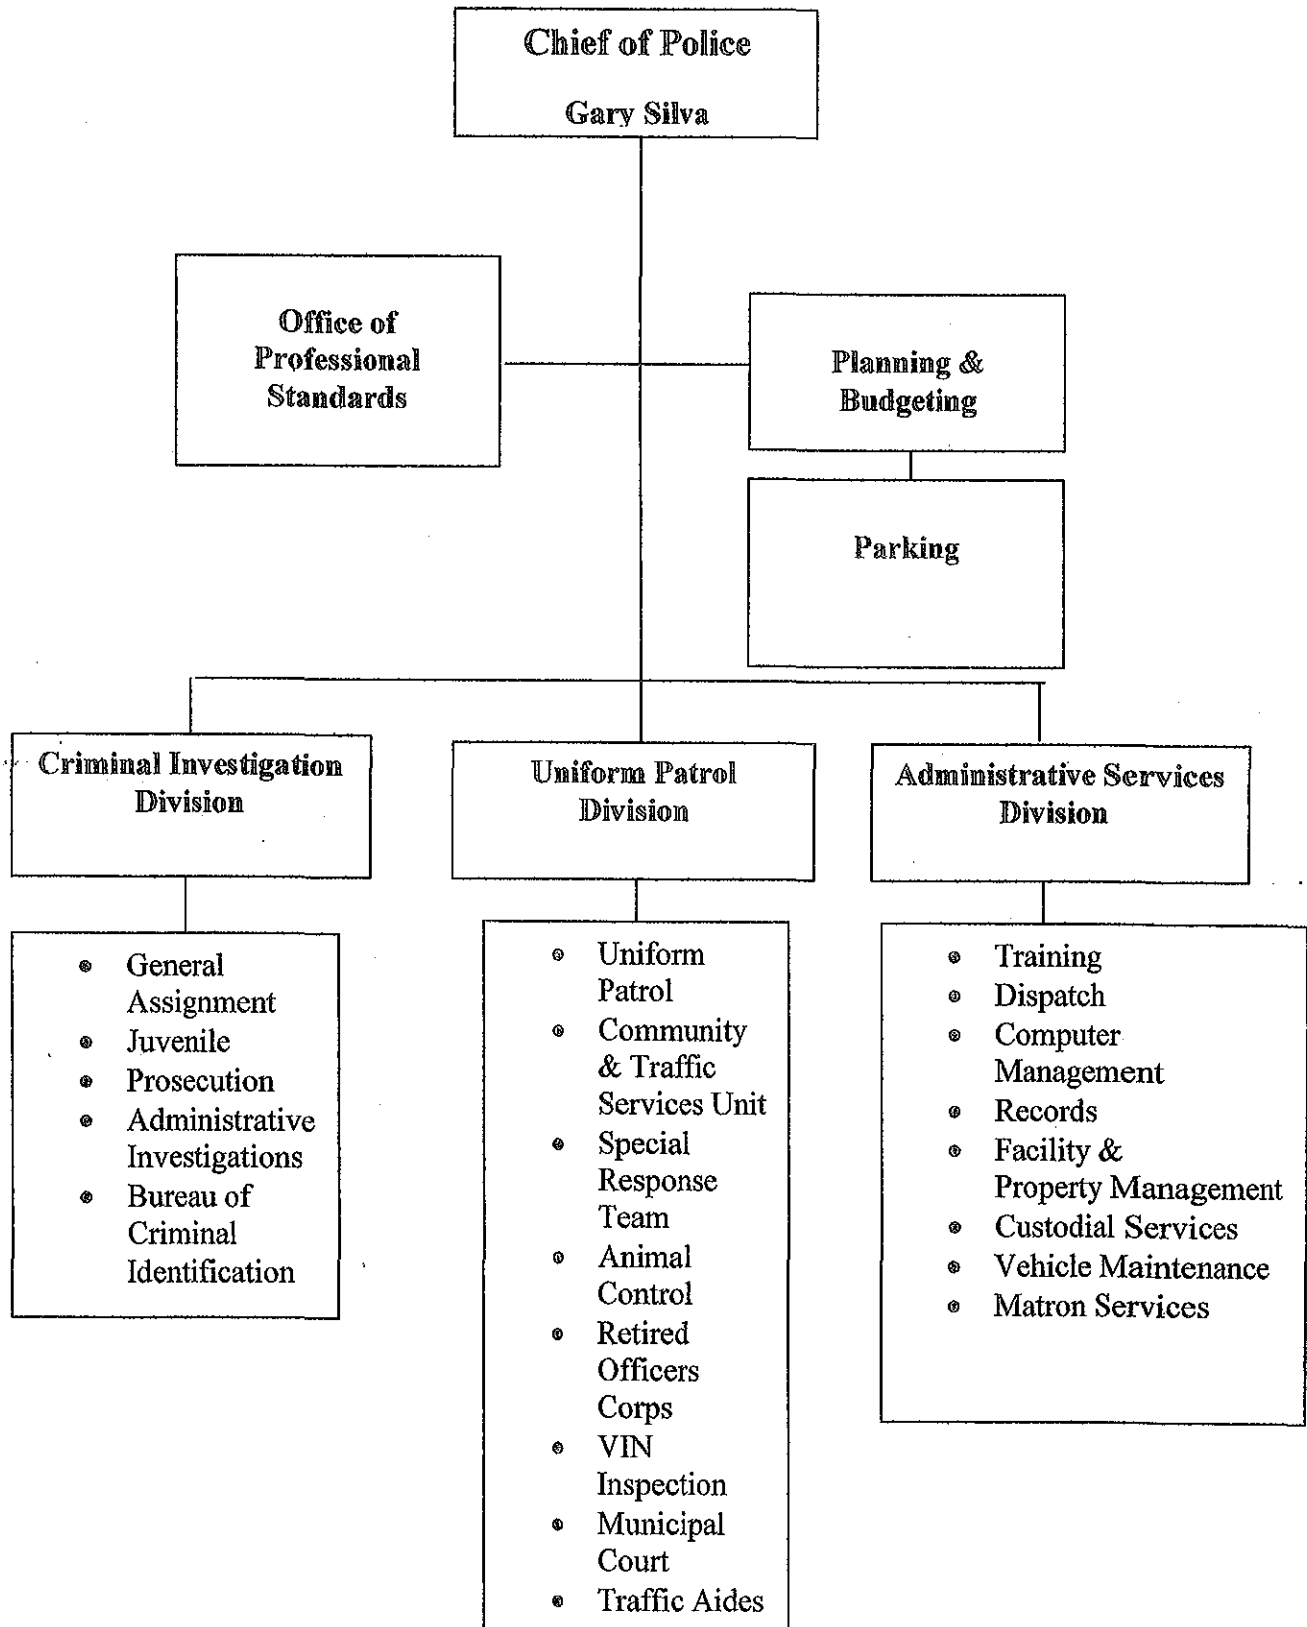 Chief of Police
Gary Silva
Office of
Professional
Standards
Planning &
Budgeting
Parking
Criminal Investigation
Division
Uniform Patrol
Division
Administrative Services
Division
• General
Assignment
• Juvenile
• Prosecution
• Administrative
Investigations
• Bureau of
Criminal
Identification
• Uniform
Patrol
• Community
& Traffic
Services Unit
• Special
Response
Team
• Animal
Control
• Retired
Officers
Corps
• VIN
Inspection
• Municipal
Court
• Traffic Aides
• Training
• Dispatch
• Computer
Management
• Records
• Facility &
Property Management
• Custodial Services
• Vehicle Maintenance
• Matron Services